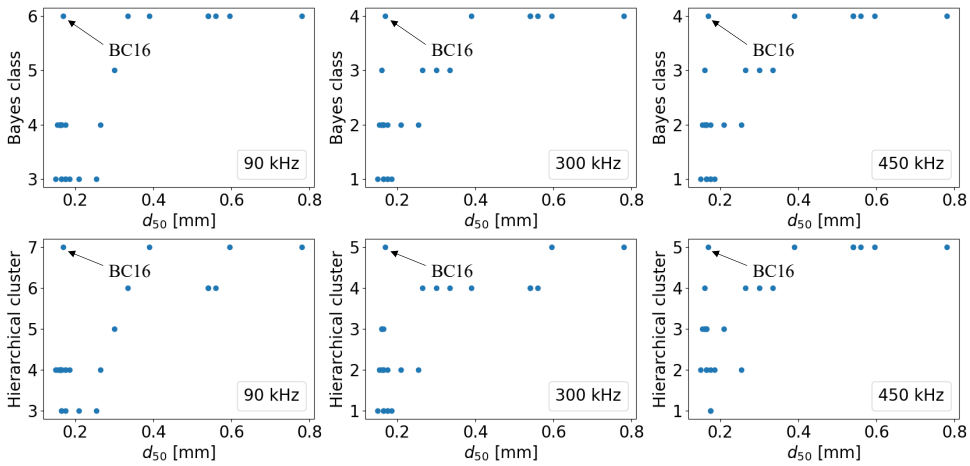 Bayes class
6
5
4
3
BC16
90 kHz
0.2 0.4 0.6 0.8
d50 [mm]
Bayes class
4
3
2
1
BC16
300 kHz
0.2 0.4 0.6 0.8
d50 [mm]
Bayes class
4
3
2
1
BC16
450 kHz
0.2 0.4 0.6 0.8
d50 [mm]
Hierarchical cluster
7
6
5
4
3
BC16
90 kHz
0.2 0.4 0.6 0.8
d50 [mm]
Hierarchical cluster
5
4
3
2
1
BC16
300 kHz
0.2 0.4 0.6 0.8
d50 [mm]
Hierarchical cluster
5
4
3
2
1
BC16
450 kHz
0.2 0.4 0.6 0.8
d50 [mm]